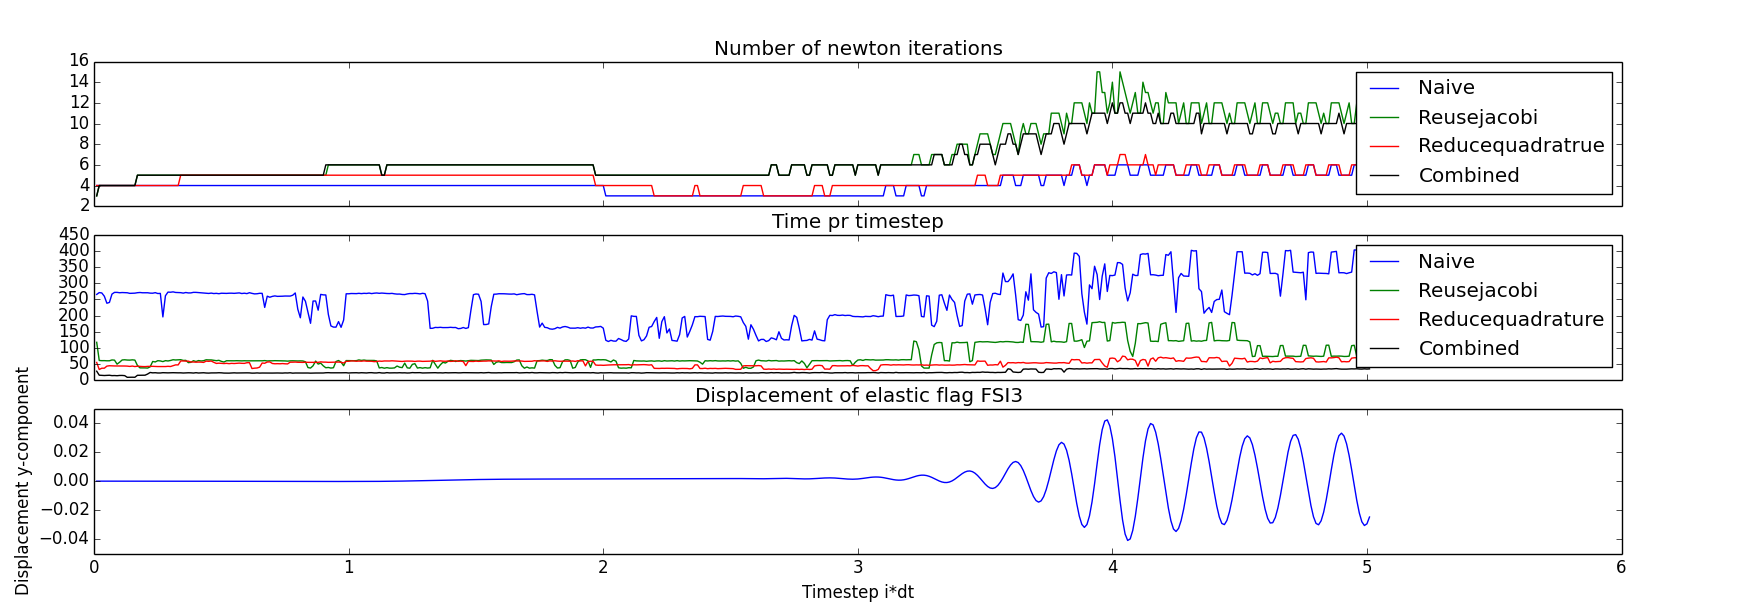 Number of newton iterations
16
14
12
10
8
6
4
2
Naive
Reusejacobi
Reducequadratrue
Combined
Time pr timestep
450
400
350
300
250
200
150
100
50
0
Naive
Reusejacobi
Reducequadrature
Combined
Displacement of elastic flag FSI3
Displacement y-component
0.04
0.02
0.00
−0.02
−0.04
0 1 2 3 4 5 6
Timestep i*dt